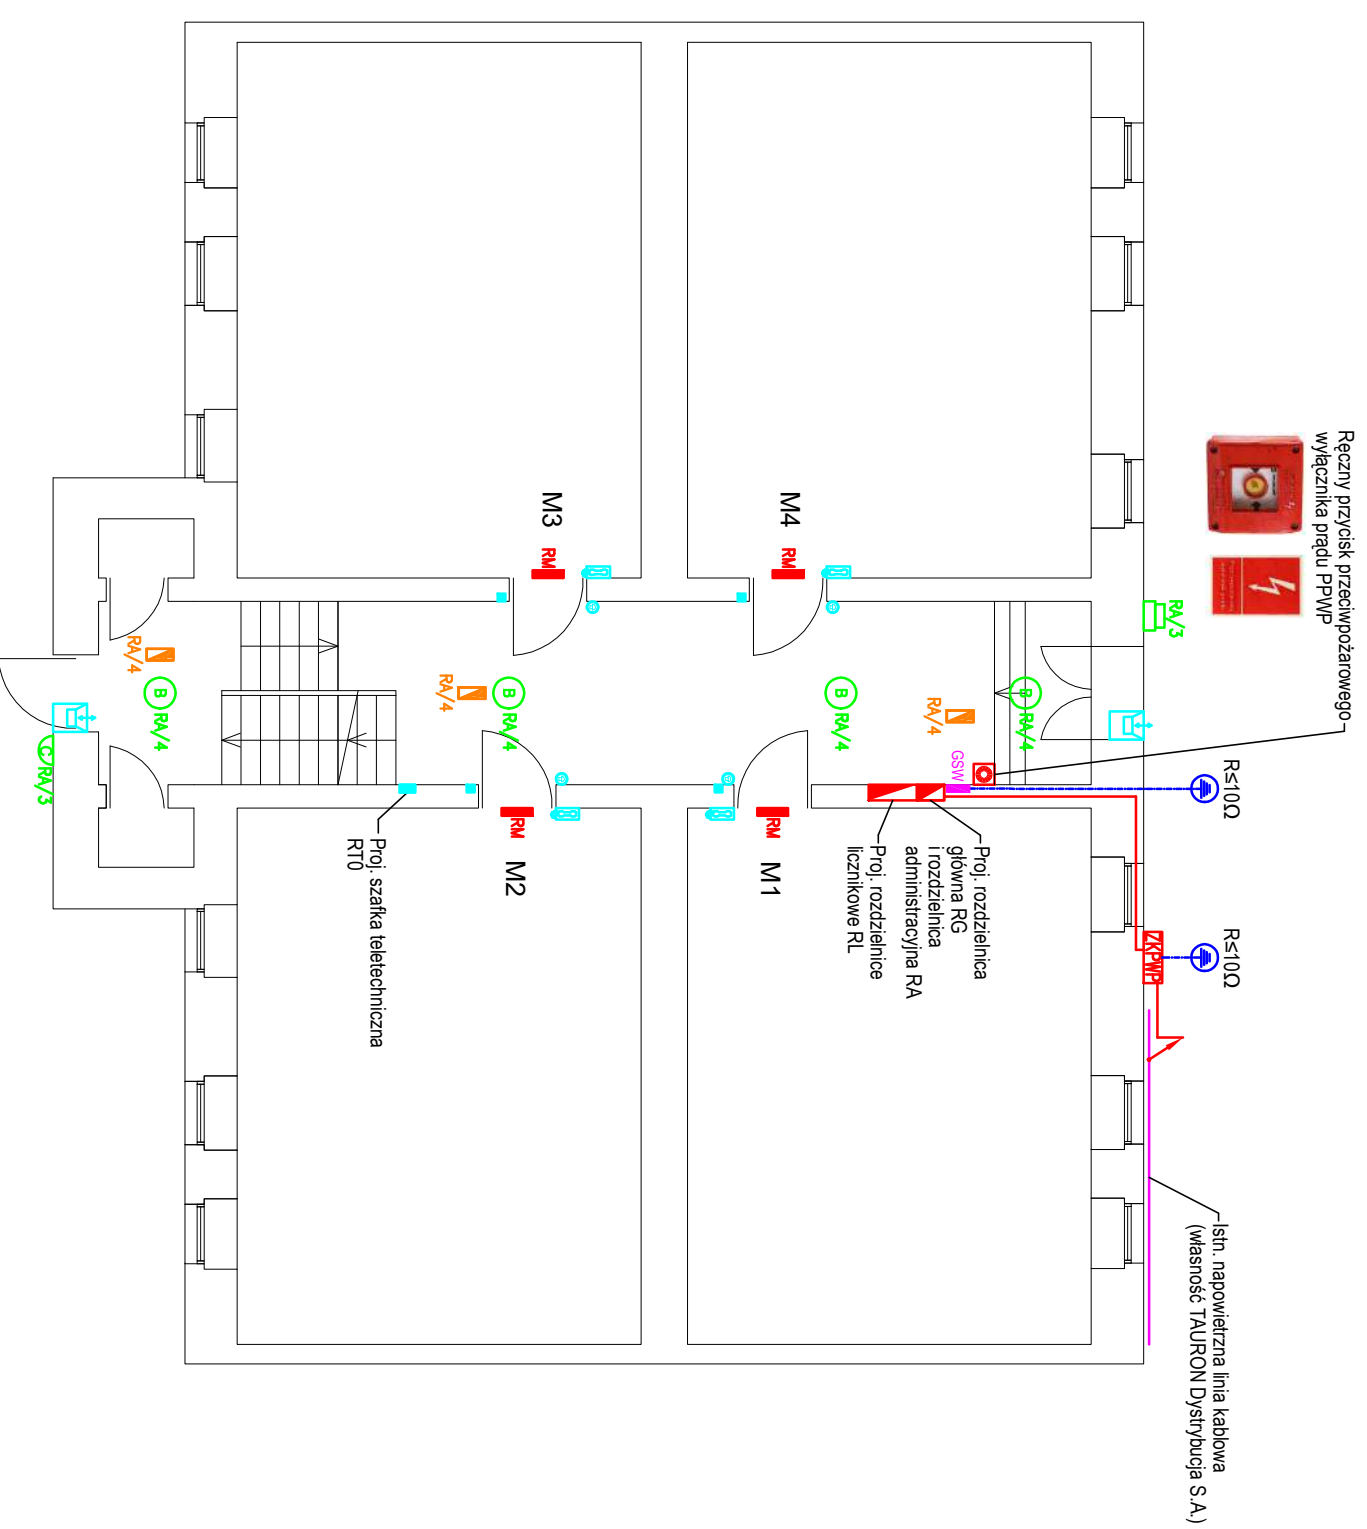 Ręczny przycisk przeciwpożarowego
wyłącznika prądu PPWP
RA/3
R≤10Ω
R≤10Ω
ZKPWP
Istn. napowietrzna linia kablowa
(własność TAURON Dystrybucja S.A.)
B
RA/4
RA/4
GSW
Proj. rozdzielnica
główna RG
i rozdzielnica
administracyjna RA
Proj. rozdzielnice
licznikowe RL
B
RA/4
M4
RM
RM
M1
M3
RM
B
RA/4
RA/4
RM
M2
Proj. szafka teletechniczna
RT0
B
RA/4
RA/4
C
RA/3